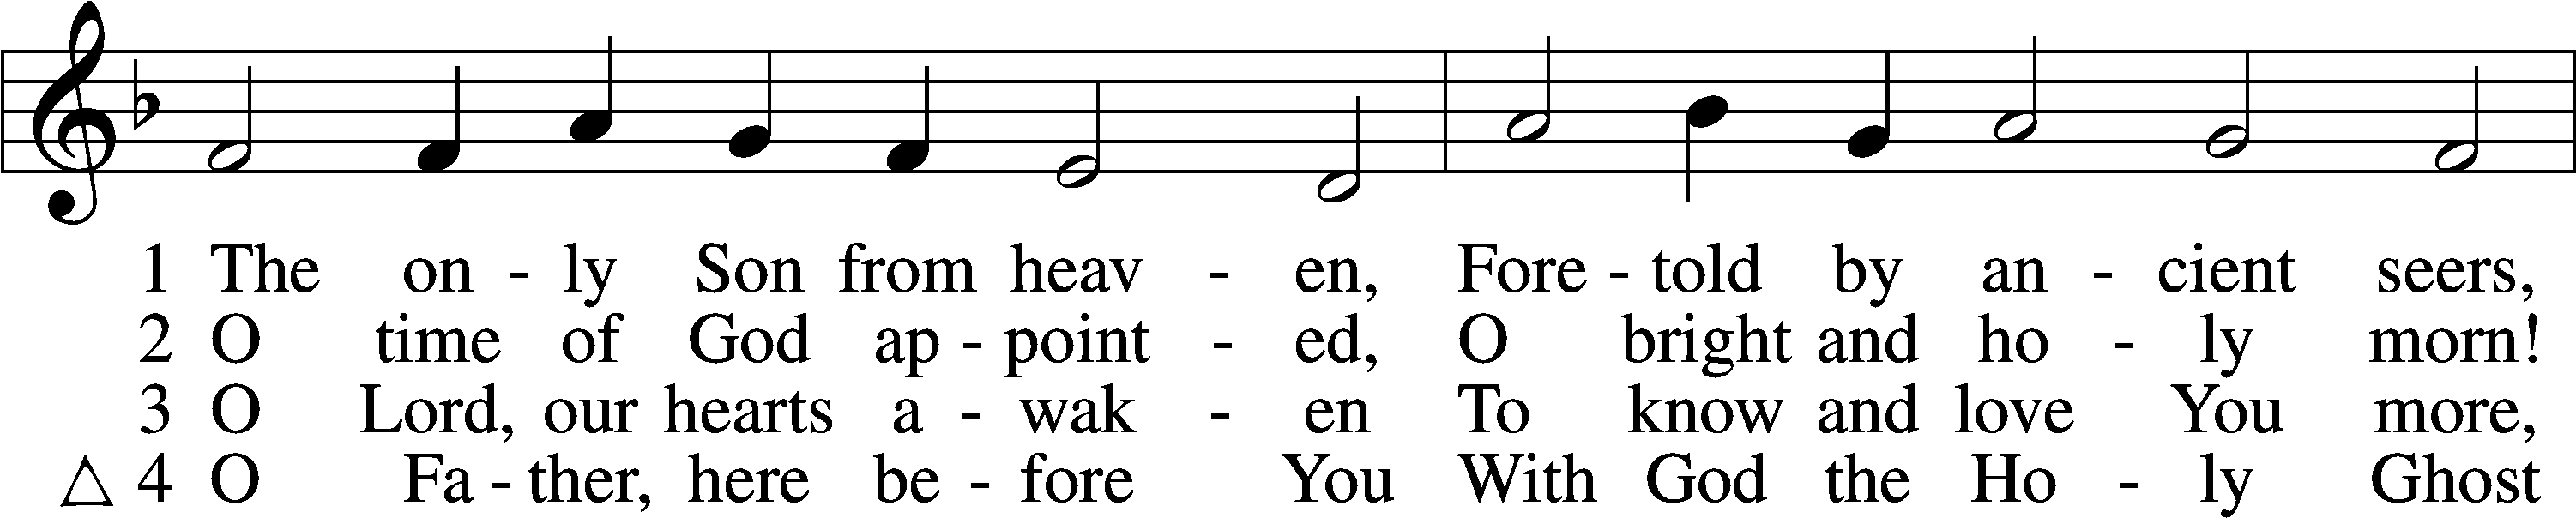 1 The on - ly Son from heav - en, Fore - told by an - cient seers,
2 O time of God ap - point - ed, O bright and ho - ly morn!
3 O Lord, our hearts a - wak - en To know and love You more,
△ 4 O Fa - ther, here be - fore You With God the Ho - ly Ghost